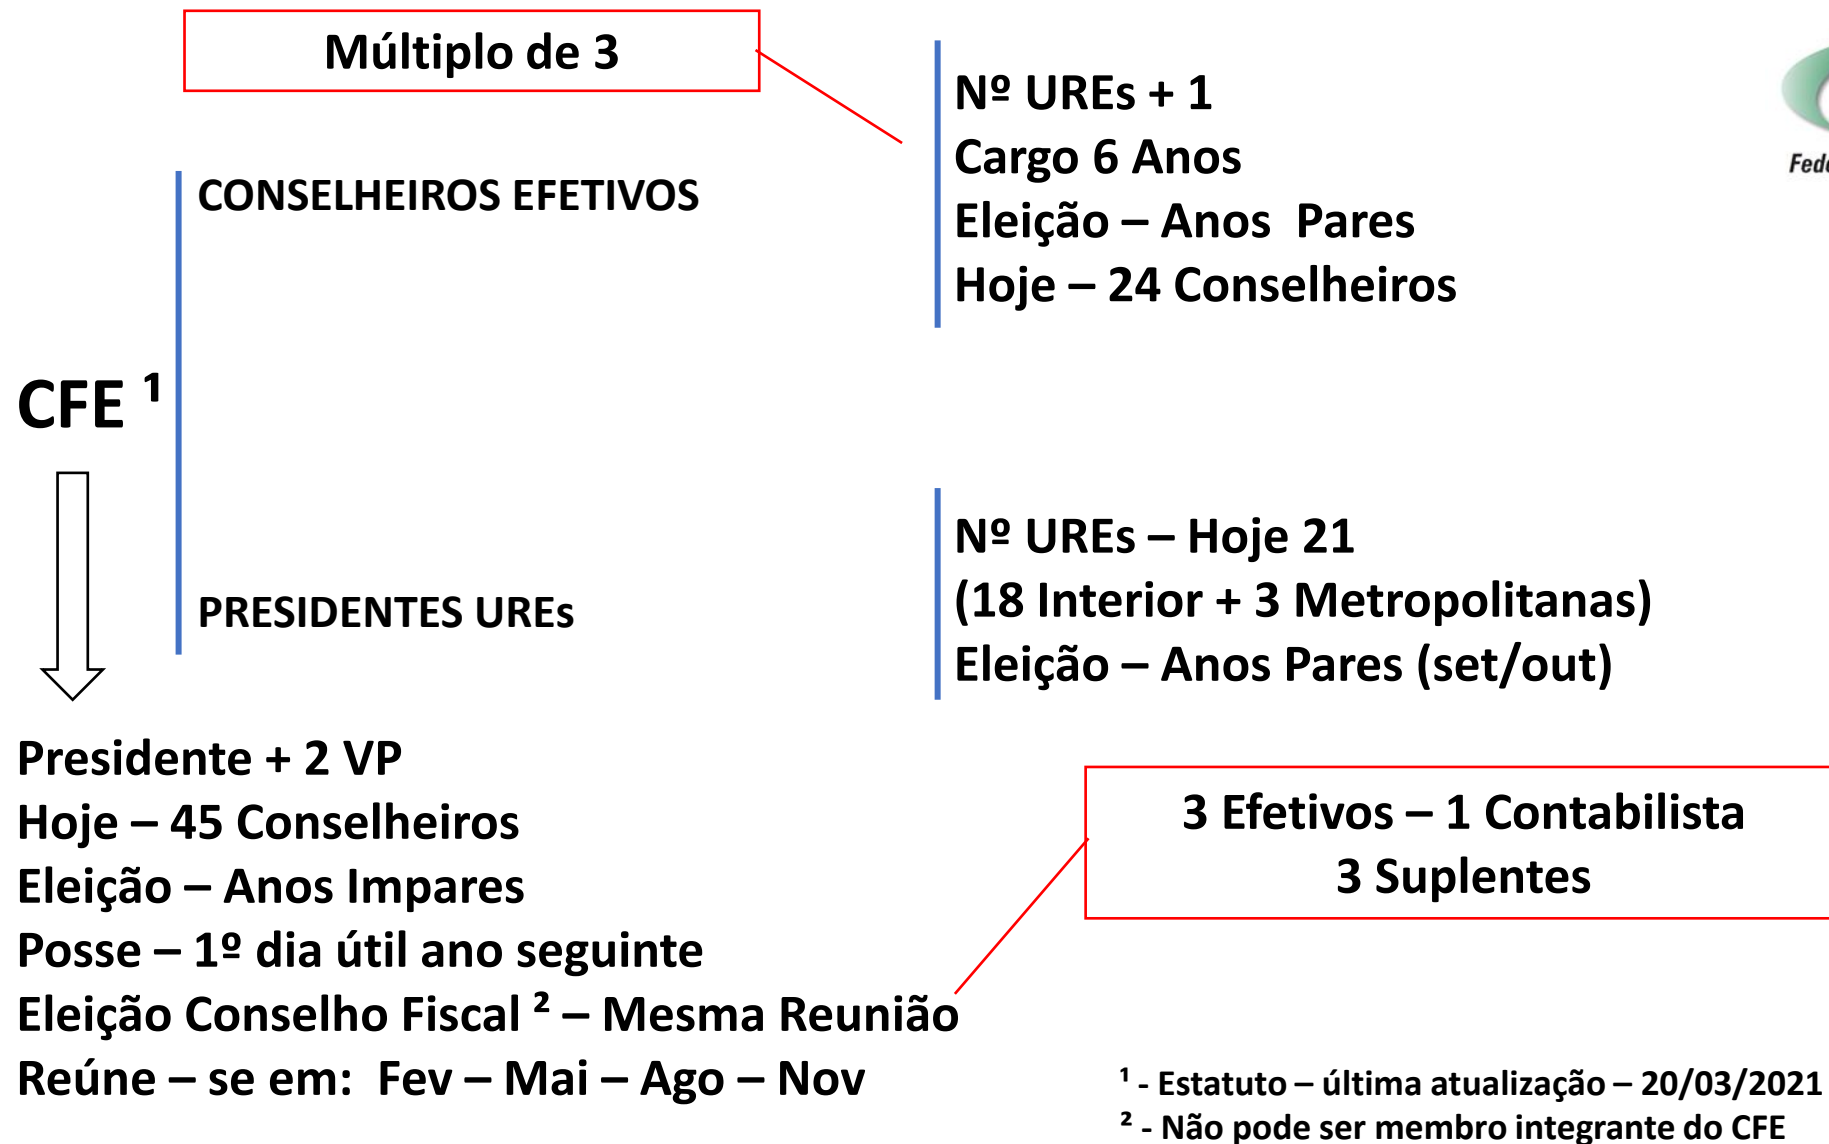 Múltiplo de 3
Nº UREs + 1
Cargo 6 Anos
Eleição – Anos Pares
Hoje – 24 Conselheiros
CONSELHEIROS EFETIVOS
CFE ¹
Nº UREs – Hoje 21
(18 Interior + 3 Metropolitanas)
Eleição – Anos Pares (set/out)
PRESIDENTES UREs
Presidente + 2 VP
Hoje – 45 Conselheiros
Eleição – Anos Impares
Posse – 1º dia útil ano seguinte
Eleição Conselho Fiscal ² – Mesma Reunião
Reúne – se em: Fev – Mai – Ago – Nov
3 Efetivos – 1 Contabilista
3 Suplentes
¹ - Estatuto – última atualização – 20/03/2021
² - Não pode ser membro integrante do CFE